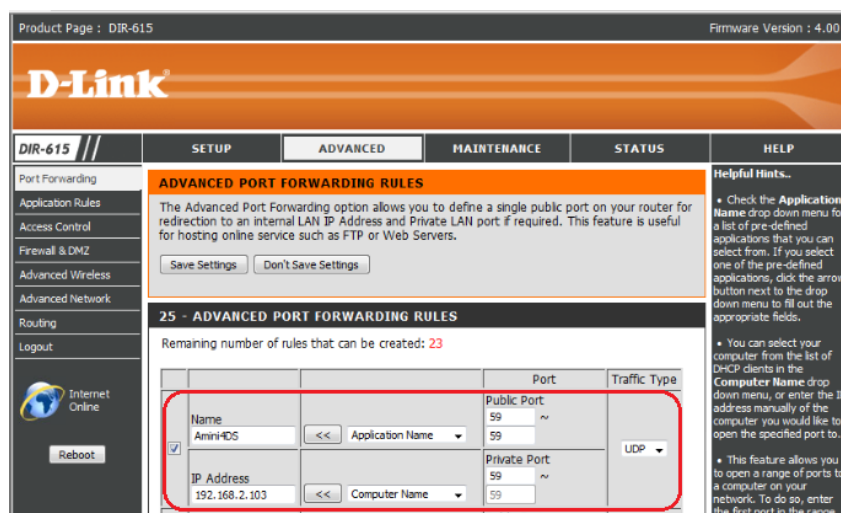 Product Page : DIR-615
Firmware Version : 4.00
D-Link
DIR-615
SETUP
ADVANCED
MAINTENANCE
STATUS
HELP
Port Forwarding
Application Rules
Access Control
Firewall & DMZ
Advanced Wireless
Advanced Network
Routing
Logout
Internet
Online
Reboot
ADVANCED PORT FORWARDING RULES
The Advanced Port Forwarding option allows you to define a single public port on your router for
redirection to an internal LAN IP Address and Private LAN port if required. This feature is useful
for hosting online service such as FTP or Web Servers.
Save Settings
Don't Save Settings
25 - ADVANCED PORT FORWARDING RULES
Remaining number of rules that can be created: 23
Port
Traffic Type
Name
Amini4DS
<<
Application Name
Public Port
59 ~
59
UDP
IP Address
192.168.2.103
<<
Computer Name
Private Port
59 ~
59
Helpful Hints..
• Check the Application
Name drop down menu fo
a list of pre-defined
applications that you can
select from. If you select
one of the pre-defined
applications, click the arrow
button next to the drop
down menu to fill out the
appropriate fields.
• You can select your
computer from the list of
DHCP clients in the
Computer Name drop
down menu, or enter the I
address manually of the
computer you would like to
open the specified port to.
• This feature allows you
to open a range of ports to
a computer on your
network. To do so, enter
the first port in the range